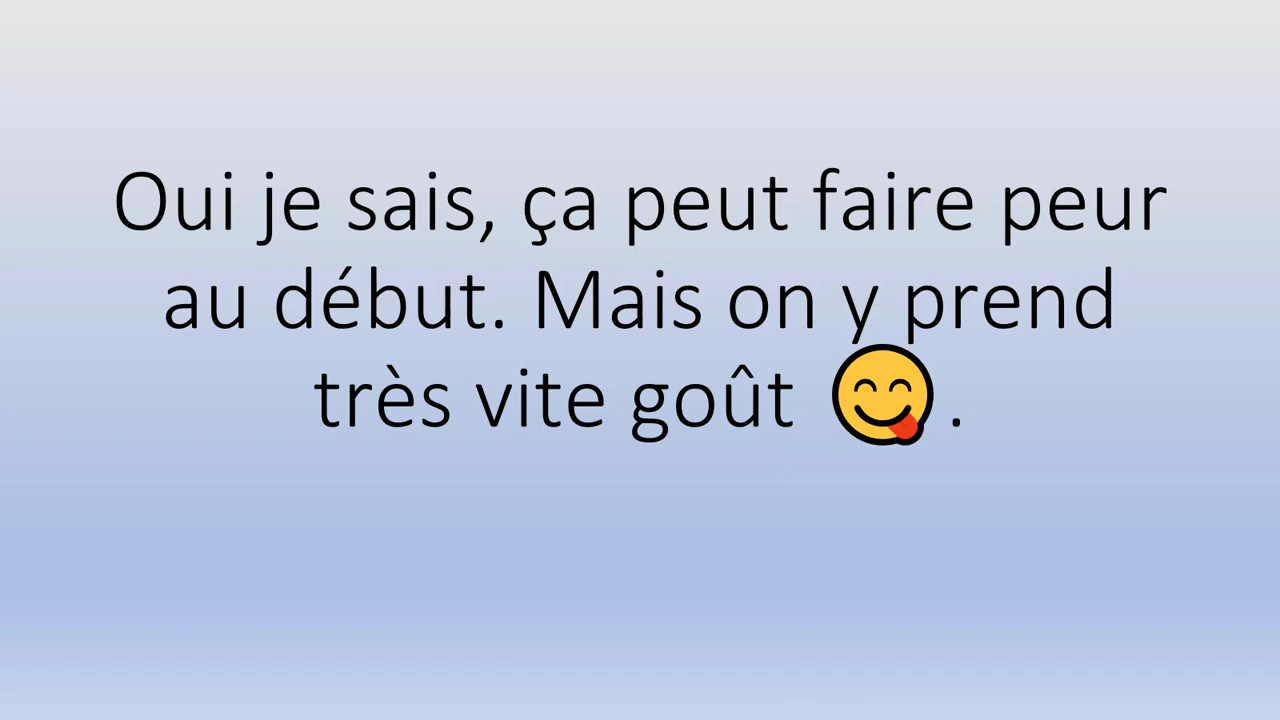 Oui je sais, ça peut faire peur
au début. Mais on y prend
très vite goût 😋.